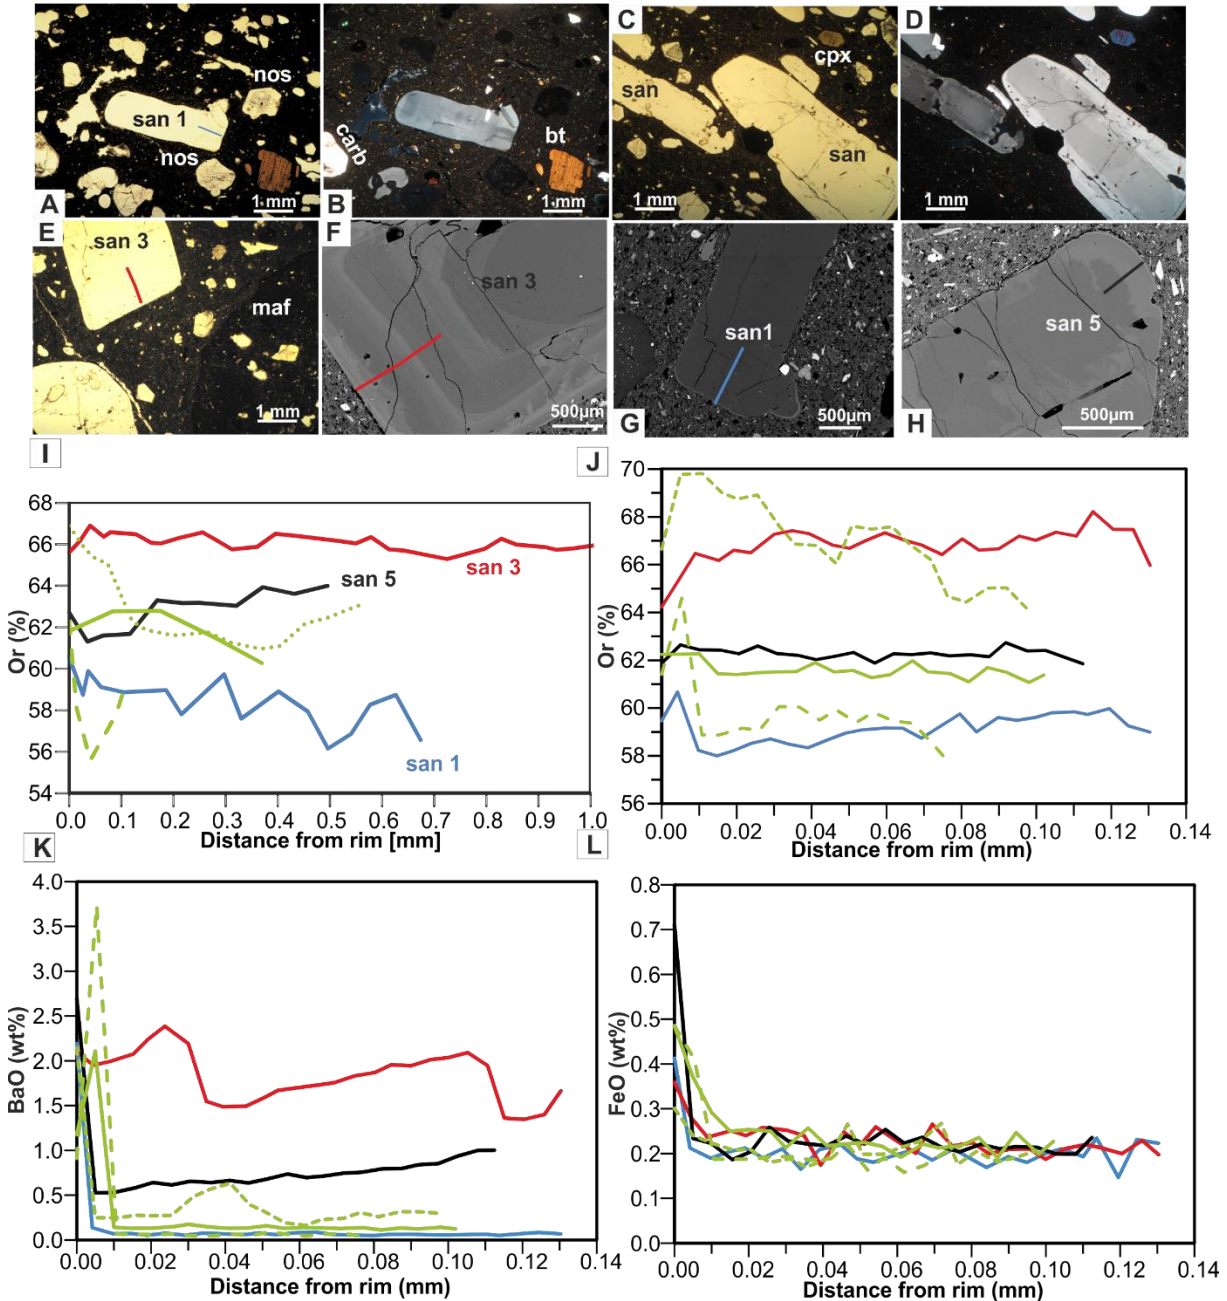 nos
san 1
nos
A
1 mm
carb
bt
B
1 mm
C
cpx
san
san
1 mm
D
1 mm
E
san 3
maf
1 mm
F
san 3
500µm
san1
500µm
G
san 5
500µm
H
I
68
66
64
62
60
58
56
54
Or (%)
san 3
san 5
san 1
0.0 0.1 0.2 0.3 0.4 0.5 0.6 0.7 0.8 0.9 1.0
Distance from rim [mm]
J
70
68
66
64
62
60
58
56
Or (%)
0.00 0.02 0.04 0.06 0.08 0.10 0.12 0.14
Distance from rim (mm)
K
4.0
3.5
3.0
2.5
2.0
1.5
1.0
0.5
0.0
BaO (wt%)
0.00 0.02 0.04 0.06 0.08 0.10 0.12 0.14
Distance from rim (mm)
L
0.8
0.7
0.6
0.5
0.4
0.3
0.2
0.1
0.0
FeO (wt%)
0.00 0.02 0.04 0.06 0.08 0.10 0.12 0.14
Distance from rim (mm)